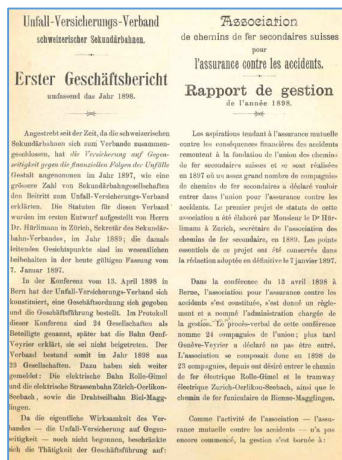 Unfall-Versicherungs-Verband
schweizerischer Sekundärbahnen.
Erster Geschäftsbericht
umfassend das Jahr 1898.
Angestrebt seit der Zeit, da die schweizerischen
Sekundärbahnen sich zum Verbande zusammen-
geschlossen, hat die Versicherung auf Gegen-
seitigkeit gegen die finanziellen Folgen der Unfälle
Gestalt angenommen im Jahr 1897, wie eine
grössere Zahl von Sekundärbahngesellschaften
den Beitritt zum Unfall-Versicherungs-Verband
erklärten. Die Statuten für diesen Verband
wurden im ersten Entwurf aufgestellt von Herrn
Dr. Hürlimann in Zürich, Sekretär des Sekundär-
bahn-Verbandes, im Jahr 1889; die damals
leitenden Gesichtspunkte sind im wesentlichen
beibehalten in der heute gültigen Fassung vom
7. Januar 1897.
In der Konferenz vom 13. April 1898 in
Bern hat der Unfall-Versicherungs-Verband sich
konstituiert, eine Geschäftsordnung sich gegeben
und die Geschäftsführung bestellt. Im Protokoll
dieser Konferenz sind 24 Gesellschaften als
Beteiligte genannt, später hat die Bahn Genf-
Veyrier erklärt, sie sei nicht beigetreten. Der
Verband bestund somit im Jahr 1898 aus
23 Gesellschaften. Dazu haben sich weiter
gemeldet: Die elektrische Bahn Rolle-Gimel
und die elektrische Strassenbahn Zürich-Oerlikon-
Seebach, sowie die Drahtseilbahn Biel-Magg-
lingen.
Da die eigentliche Wirksamkeit des Ver-
bandes — die Unfall-Versicherung auf Gegen-
seitigkeit — noch nicht begonnen, beschränkte
sich die Thätigkeit der Geschäftsführung auf:
Association
de chemins de fer secondaires suisses
pour
l'assurance contre les accidents.
Rapport de gestion
de l'année 1898.
Les aspirations tendant à l'assurance mutuelle
contre les conséquences financières des accidents
remontent à la fondation de l'union des chemins
de fer secondaires suisses et se sont réalisées
en 1897 où un assez grand nombre de compagnies
de chemins de fer secondaires a déclaré vouloir
entrer dans l'union pour l'assurance contre les
accidents. Le premier projet de statuts de cette
association a été élaboré par Monsieur le Dr Hür-
limann à Zurich, secrétaire de l'association des
chemins de fer secondaires, en 1889. Les points
essentiels de ce projet ont été conservés dans
la rédaction adoptée en définitive le 7 janvier 1897.
Dans la conférence du 13 avril 1898 à
Berne, l'association pour l'assurance contre les
accidents s'est constituée, s'est donné un règle-
ment et a nommé l'administration chargée de
la gestion. Le procès-verbal de cette conférence
nomme 24 compagnies de l'union; plus tard
Genève-Veyrier a déclaré ne pas être entré.
L'association se composait donc en 1898 de
23 compagnies, depuis ont désiré entrer le chemin
de fer électrique Rolle-Gimel et le tramway
électrique Zurich-Oerlikon-Seebach, ainsi que le
chemin de fer funiculaire de Bienne-Magglingen.
Comme l'activité de l'association — l'assu-
rance mutuelle contre les accidents — n'a pas
encore commencé, la gestion s'est bornée à: